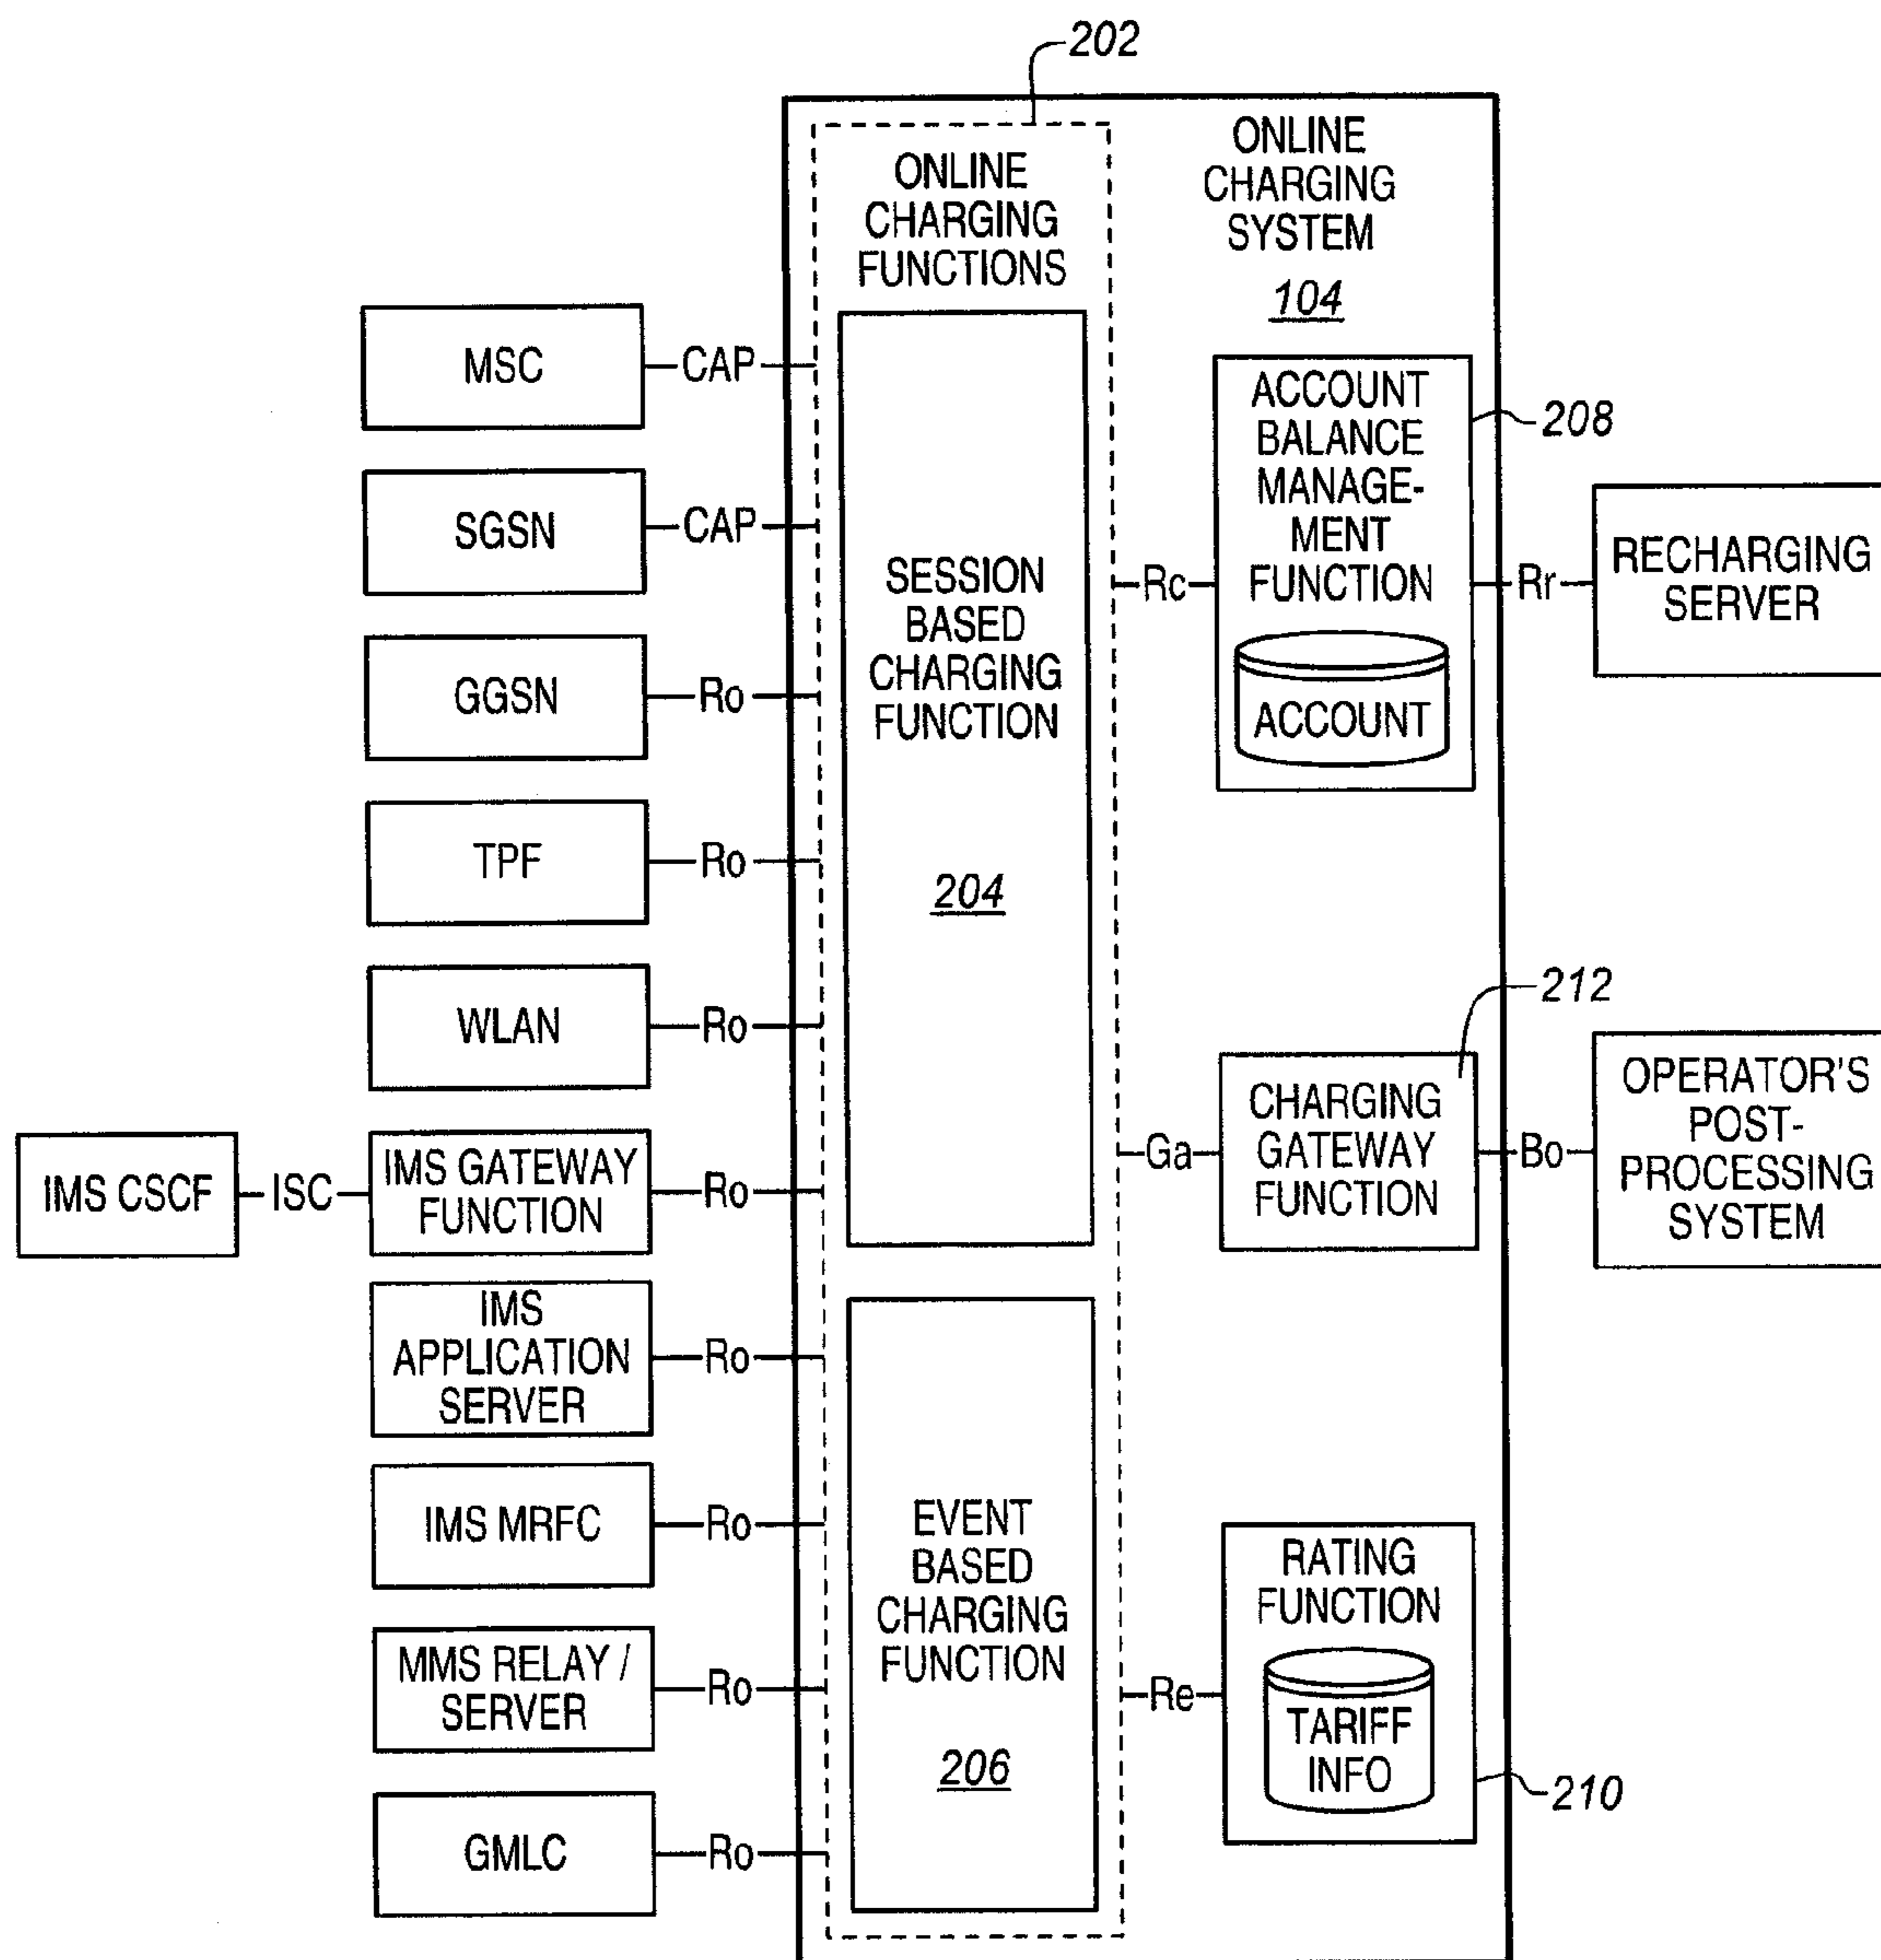 202
ONLINE
CHARGING
FUNCTIONS
ONLINE
CHARGING
SYSTEM
104
MSC
CAP
SGSN
CAP
GGSN
Ro
TPF
Ro
WLAN
Ro
IMS CSCF
ISC
IMS GATEWAY
FUNCTION
Ro
IMS
APPLICATION
SERVER
Ro
IMS MRFC
Ro
MMS RELAY /
SERVER
Ro
GMLC
Ro
SESSION
BASED
CHARGING
FUNCTION
204
EVENT
BASED
CHARGING
FUNCTION
206
Rc
ACCOUNT
BALANCE
MANAGE-
MENT
FUNCTION
ACCOUNT
208
Rr
RECHARGING
SERVER
Ga
CHARGING
GATEWAY
FUNCTION
212
Bo
OPERATOR'S
POST-
PROCESSING
SYSTEM
Re
RATING
FUNCTION
TARIFF
INFO
210